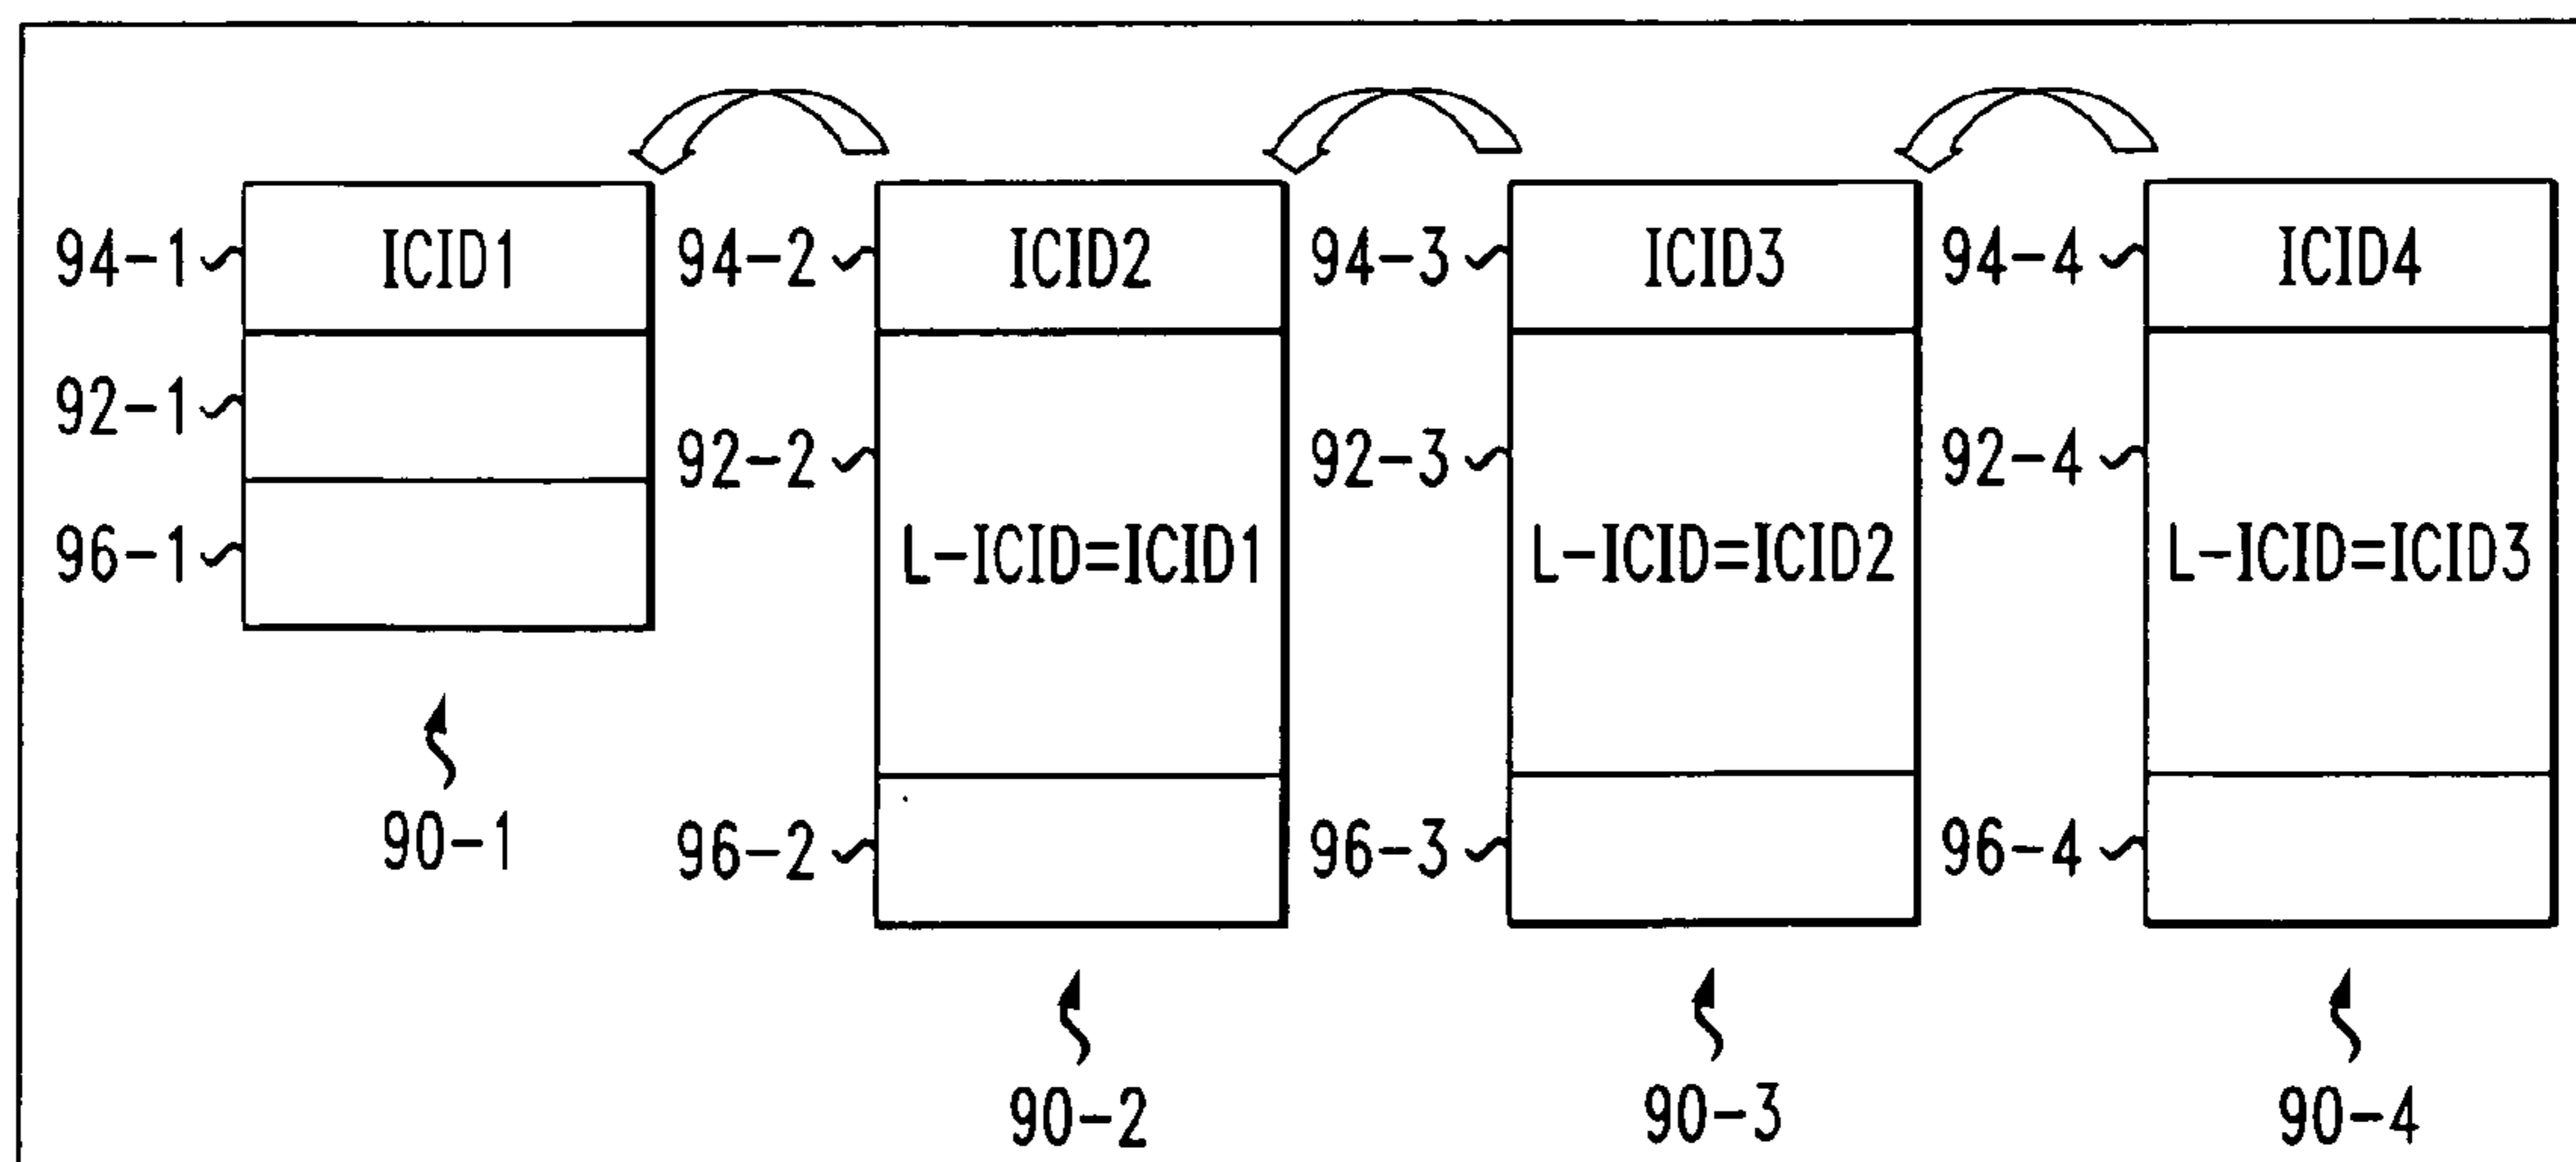 94-1 ICID1 94-2 ICID2 94-3 ICID3 94-4 ICID4
92-1 92-2 92-3 92-4
96-1 L-ICID=ICID1 L-ICID=ICID2 L-ICID=ICID3
90-1 96-2 96-3 96-4
90-2 90-3 90-4